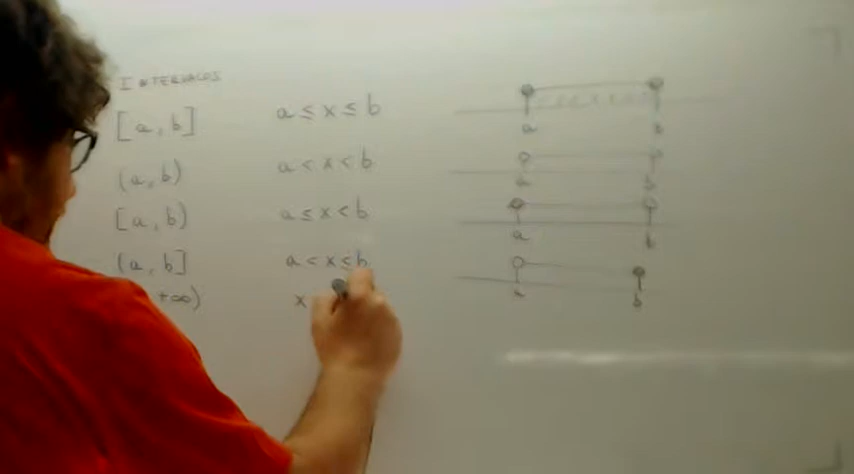 INTERVALOS
[a, b] a ≤ x ≤ b a b
(a, b) a < x < b a b
[a, b) a ≤ x < b a b
(a, b] a < x ≤ b a b
+∞) x